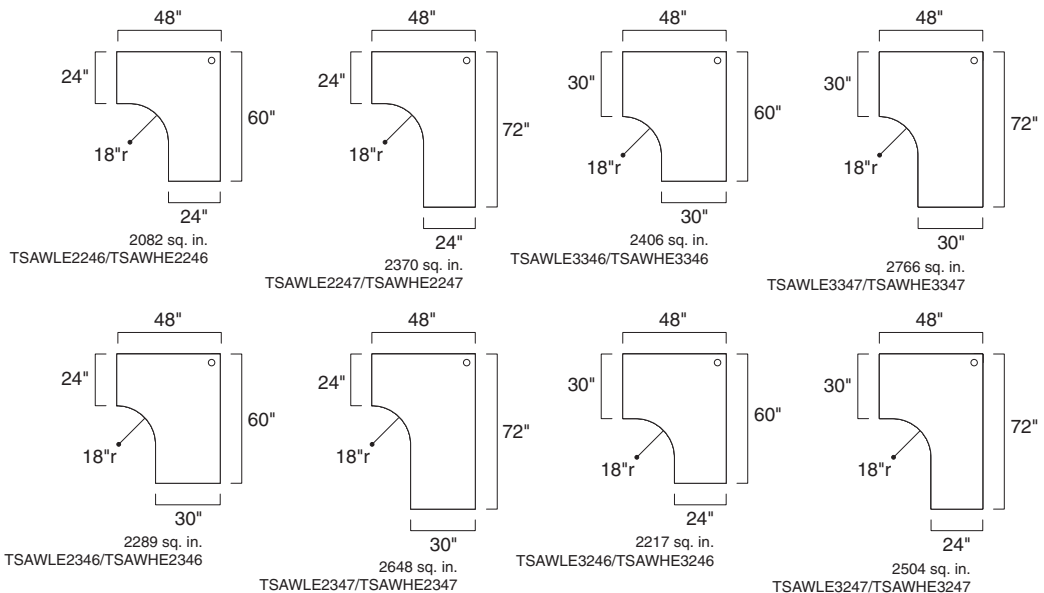 48"
24"
60"
18"r
24"
2082 sq. in.
TSAWLE2246/TSAWHE2246
48"
24"
72"
18"r
24"
2370 sq. in.
TSAWLE2247/TSAWHE2247
48"
30"
60"
18"r
30"
2406 sq. in.
TSAWLE3346/TSAWHE3346
48"
30"
72"
18"r
30"
2766 sq. in.
TSAWLE3347/TSAWHE3347
48"
24"
60"
18"r
30"
2289 sq. in.
TSAWLE2346/TSAWHE2346
48"
24"
72"
18"r
30"
2648 sq. in.
TSAWLE2347/TSAWHE2347
48"
30"
60"
18"r
24"
2217 sq. in.
TSAWLE3246/TSAWHE3246
48"
30"
72"
18"r
24"
2504 sq. in.
TSAWLE3247/TSAWHE3247